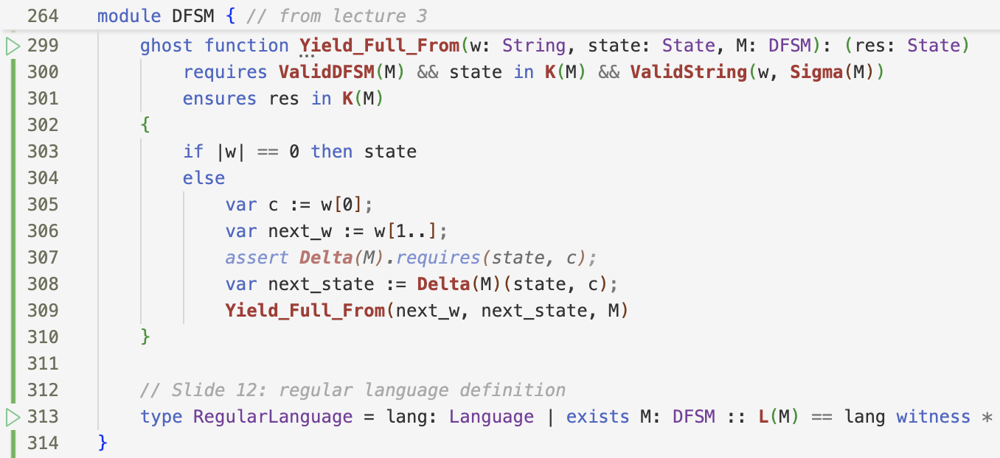 264 module DFSM { // from lecture 3
299 ghost function Yield_Full_From(w: String, state: State, M: DFSM): (res: State)
300 requires ValidDFSM(M) && state in K(M) && ValidString(w, Sigma(M))
301 ensures res in K(M)
302 {
303 if |w| == 0 then state
304 else
305 var c := w[0];
306 var next_w := w[1..];
307 assert Delta(M).requires(state, c);
308 var next_state := Delta(M)(state, c);
309 Yield_Full_From(next_w, next_state, M)
310 }
311
312 // Slide 12: regular language definition
313 type RegularLanguage = lang: Language | exists M: DFSM :: L(M) == lang witness *
314 }